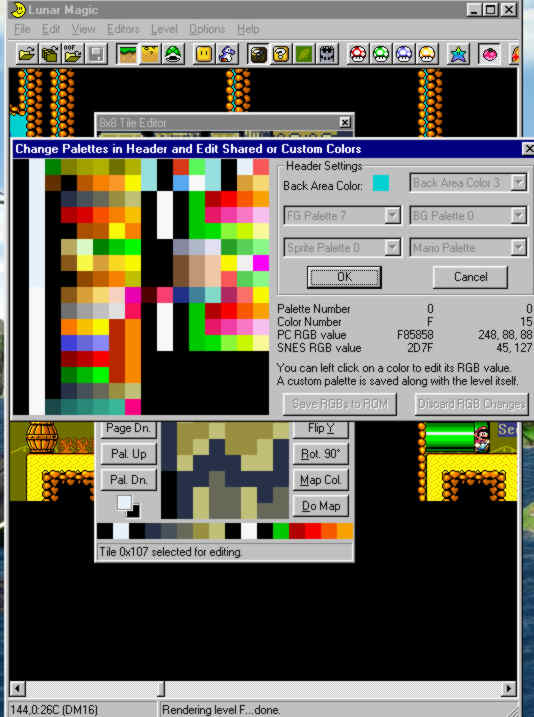 Lunar Magic
File Edit View Editors Level Options Help
8x8 Tile Editor
Change Palettes in Header and Edit Shared or Custom Colors
Header Settings
Back Area Color:
Back Area Color 3
FG Palette 7
BG Palette 0
Sprite Palette 0
Mario Palette
OK
Cancel
Palette Number 0 0
Color Number F 15
PC RGB value F85858 248, 88, 88
SNES RGB value 2D7F 45, 127
You can left click on a color to edit its RGB value.
A custom palette is saved along with the level itself.
Save RGBs to ROM
Discard RGB Changes
Page Dn.
Flip Y
Pal. Up
Rot. 90°
Pal. Dn.
Map Col.
Do Map
Tile 0x107 selected for editing.
144,0:26C (DM16)
Rendering level F...done.